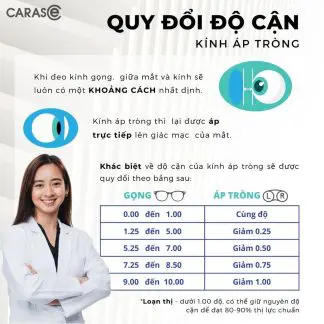 CARAS
QUY ĐỔI ĐỘ CẬN
KÍNH ÁP TRÒNG
Khi đeo kính gọng, giữa mắt và kính sẽ
luôn có một KHOẢNG CÁCH nhất định.
Kính áp tròng thì lại được áp
trực tiếp lên giác mạc của mắt.
Khác biệt về độ cận của kính áp tròng sẽ được
quy đổi theo bảng sau:
GỌNG ÁP TRÒNG L R
0.00 đến 1.00 Cùng độ
1.25 đến 5.00 Giảm 0.25
5.25 đến 7.00 Giảm 0.50
7.25 đến 8.50 Giảm 0.75
9.00 đến 10.00 Giảm 1.00
*Loạn thị - dưới 1.00 độ, có thể giữ nguyên độ
cận để đạt 80-90% thị lực chuẩn